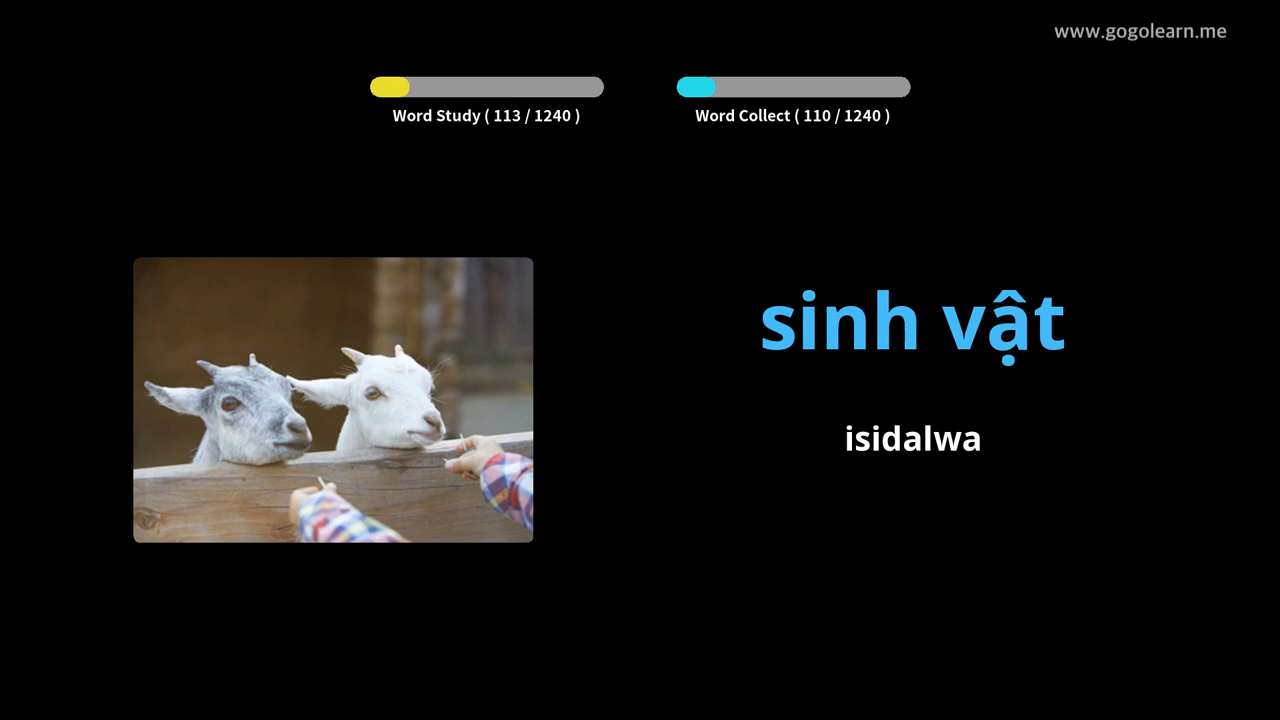 www.gogolearn.me
Word Study ( 113 / 1240 )
Word Collect ( 110 / 1240 )
sinh vật
isidalwa